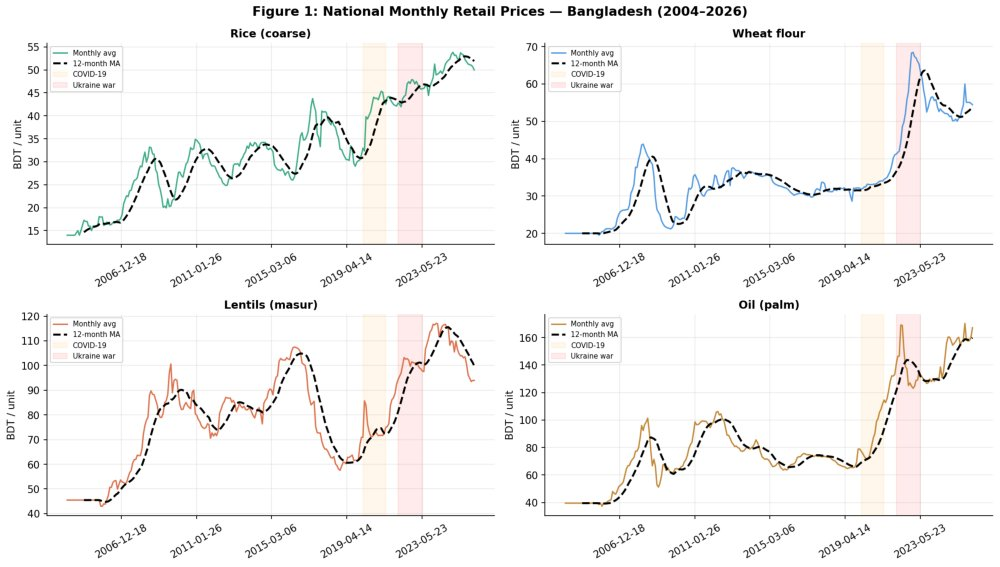 Figure 1: National Monthly Retail Prices — Bangladesh (2004–2026)
Rice (coarse)
BDT / unit
55
50
45
40
35
30
25
20
15
Monthly avg
12-month MA
COVID-19
Ukraine war
2006-12-18
2011-01-26
2015-03-06
2019-04-14
2023-05-23
Wheat flour
BDT / unit
70
60
50
40
30
20
Monthly avg
12-month MA
COVID-19
Ukraine war
2006-12-18
2011-01-26
2015-03-06
2019-04-14
2023-05-23
Lentils (masur)
BDT / unit
120
110
100
90
80
70
60
50
40
Monthly avg
12-month MA
COVID-19
Ukraine war
2006-12-18
2011-01-26
2015-03-06
2019-04-14
2023-05-23
Oil (palm)
BDT / unit
160
140
120
100
80
60
40
Monthly avg
12-month MA
COVID-19
Ukraine war
2006-12-18
2011-01-26
2015-03-06
2019-04-14
2023-05-23